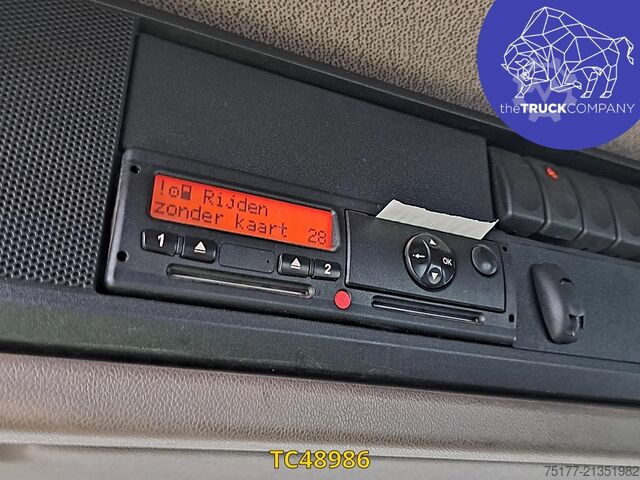 theTRUCKCOMPANY
!⊙ Rijden
zonder kaart 28
1
2
OK
TC48986
75177-21351982